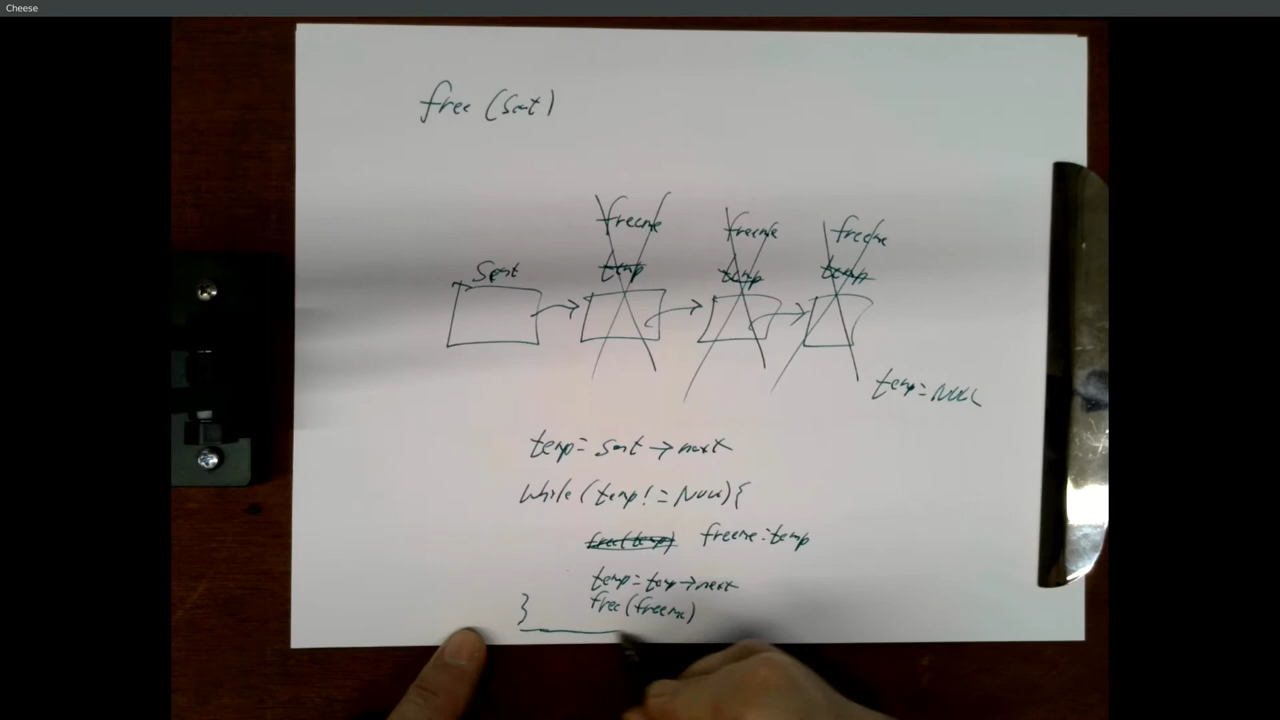 Cheese
free (Sent)
freeme freeme freeme
Sent temp temp temp
temp = NULL
temp = Sent → next
while (temp != NULL) {
free(temp) freeme = temp
temp = temp → next
} free (freeme)